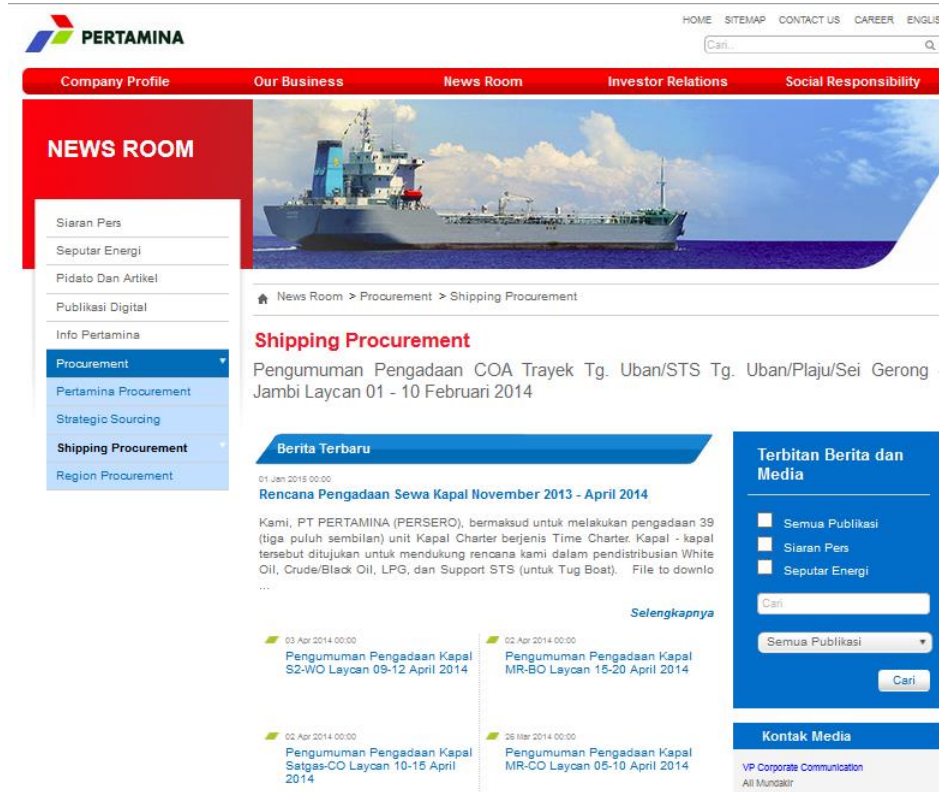 PERTAMINA
HOME SITEMAP CONTACT US CAREER ENGLIS
Cari..
Company Profile Our Business News Room Investor Relations Social Responsibility
NEWS ROOM
Siaran Pers
Seputar Energi
Pidato Dan Artikel
Publikasi Digital
Info Pertamina
Procurement
Pertamina Procurement
Strategic Sourcing
Shipping Procurement
Region Procurement
News Room > Procurement > Shipping Procurement
Shipping Procurement
Pengumuman Pengadaan COA Trayek Tg. Uban/STS Tg. Uban/Plaju/Sei Gerong
Jambi Laycan 01 - 10 Februari 2014
Berita Terbaru
01 Jan 2015 00:00
Rencana Pengadaan Sewa Kapal November 2013 - April 2014
Kami, PT PERTAMINA (PERSERO), bermaksud untuk melakukan pengadaan 39
(tiga puluh sembilan) unit Kapal Charter berjenis Time Charter. Kapal - kapal
tersebut ditujukan untuk mendukung rencana kami dalam pendistribusian White
Oil, Crude/Black Oil, LPG, dan Support STS (untuk Tug Boat). File to downlo
...
Selengkapnya
03 Apr 2014 00:00
Pengumuman Pengadaan Kapal
S2-WO Laycan 09-12 April 2014
02 Apr 2014 00:00
Pengumuman Pengadaan Kapal
MR-BO Laycan 15-20 April 2014
02 Apr 2014 00:00
Pengumuman Pengadaan Kapal
Satgas-CO Laycan 10-15 April
2014
26 Mar 2014 00:00
Pengumuman Pengadaan Kapal
MR-CO Laycan 05-10 April 2014
Terbitan Berita dan
Media
Semua Publikasi
Siaran Pers
Seputar Energi
Cari
Semua Publikasi
Cari
Kontak Media
VP Corporate Communication
Ali Mundakir